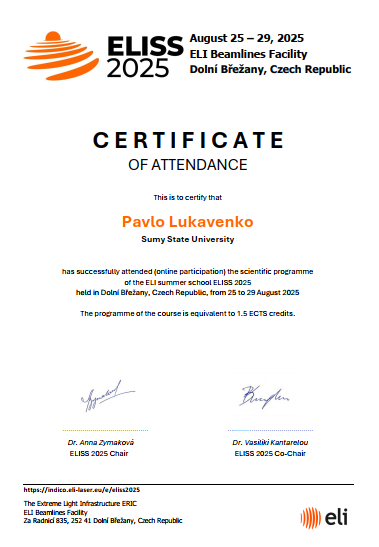 ELISS
2025
August 25 – 29, 2025
ELI Beamlines Facility
Dolní Břežany, Czech Republic
CERTIFICATE
OF ATTENDANCE
This is to certify that
Pavlo Lukavenko
Sumy State University
has successfully attended (online participation) the scientific programme
of the ELI summer school ELISS 2025
held in Dolní Břežany, Czech Republic, from 25 to 29 August 2025
The programme of the course is equivalent to 1.5 ECTS credits.
Dr. Anna Zymaková
ELISS 2025 Chair
Dr. Vasiliki Kantarelou
ELISS 2025 Co-Chair
https://indico.eli-laser.eu/e/eliss2025
The Extreme Light Infrastructure ERIC
ELI Beamlines Facility
Za Radnicí 835, 252 41 Dolní Břežany, Czech Republic
eli